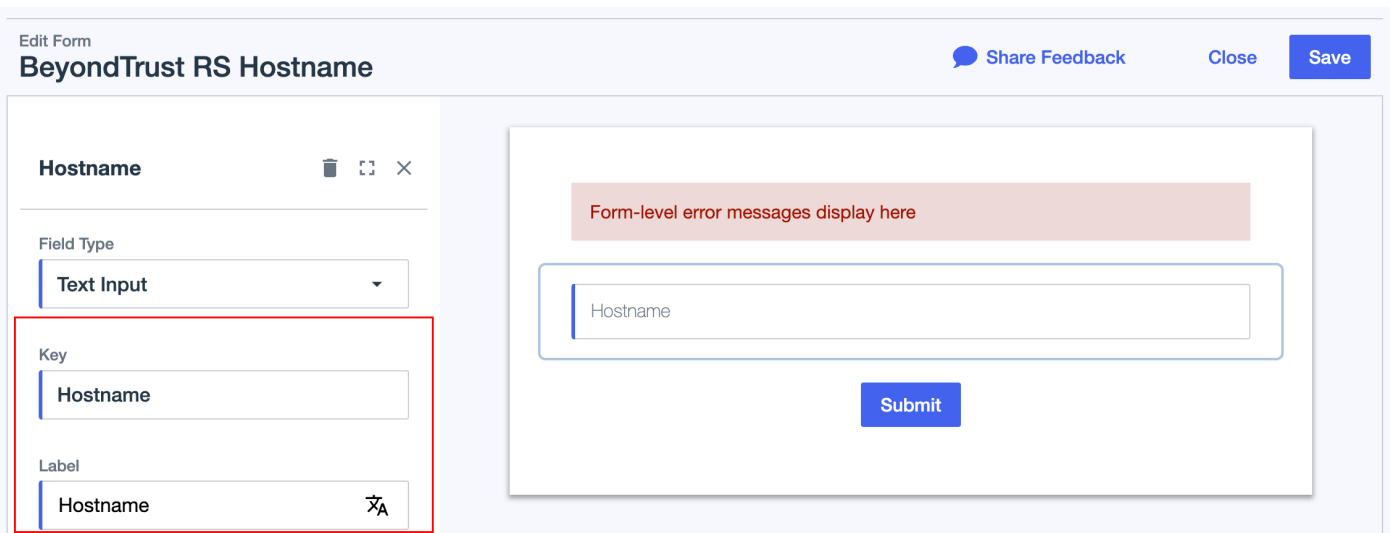 Edit Form
BeyondTrust RS Hostname
Share Feedback
Close
Save
Hostname
Field Type
Text Input
Key
Hostname
Label
Hostname
Form-level error messages display here
Hostname
Submit